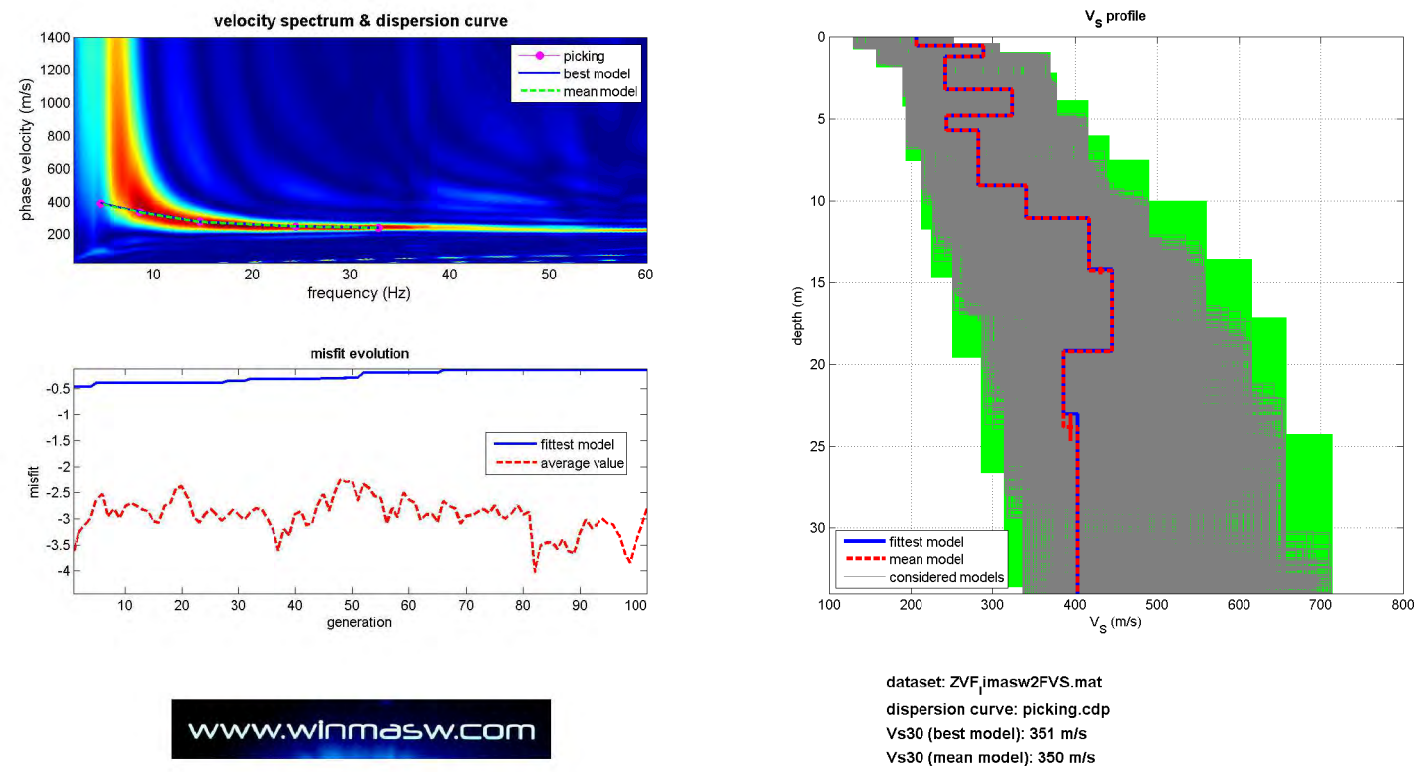 velocity spectrum & dispersion curve
1400
1200
1000
800
600
400
200
phase velocity (m/s)
picking
best model
mean model
10
20
30
40
50
60
frequency (Hz)
misfit evolution
-0.5
-1
-1.5
-2
-2.5
-3
-3.5
-4
misfit
fittest model
average value
10
20
30
40
50
60
70
80
90
100
generation
www.winmasw.com
VS profile
0
5
10
15
20
25
30
depth (m)
fittest model
mean model
considered models
100
200
300
400
500
600
700
800
VS (m/s)
dataset: ZVF_limasw2FVS.mat
dispersion curve: picking.cdp
Vs30 (best model): 351 m/s
Vs30 (mean model): 350 m/s